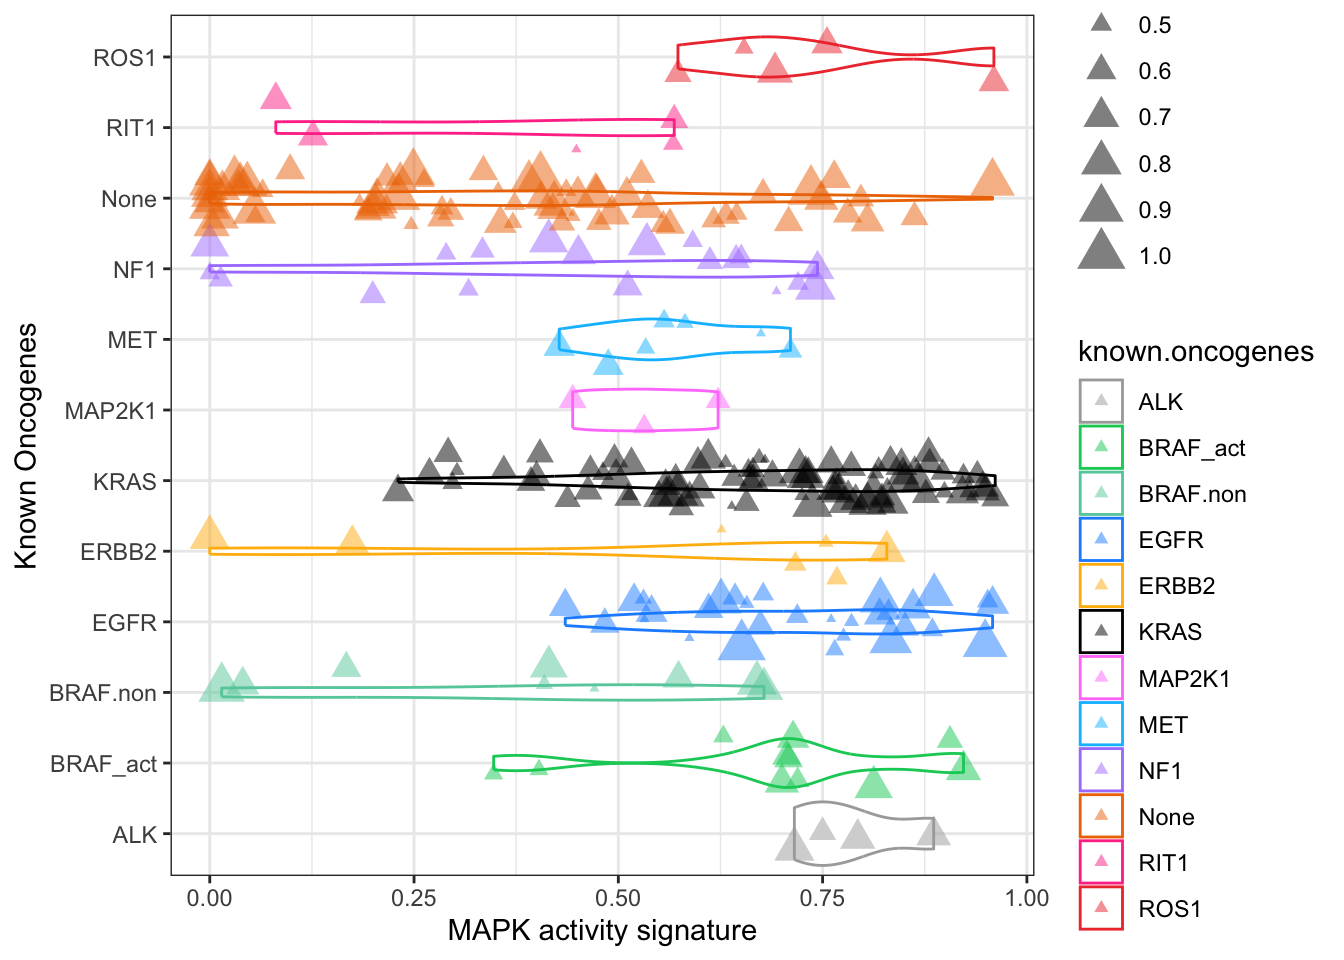 ROS1
RIT1
None
NF1
MET
MAP2K1
KRAS
ERBB2
EGFR
BRAF.non
BRAF_act
ALK
Known Oncogenes
0.00 0.25 0.50 0.75 1.00
MAPK activity signature
0.5
0.6
0.7
0.8
0.9
1.0
known.oncogenes
ALK
BRAF_act
BRAF.non
EGFR
ERBB2
KRAS
MAP2K1
MET
NF1
None
RIT1
ROS1